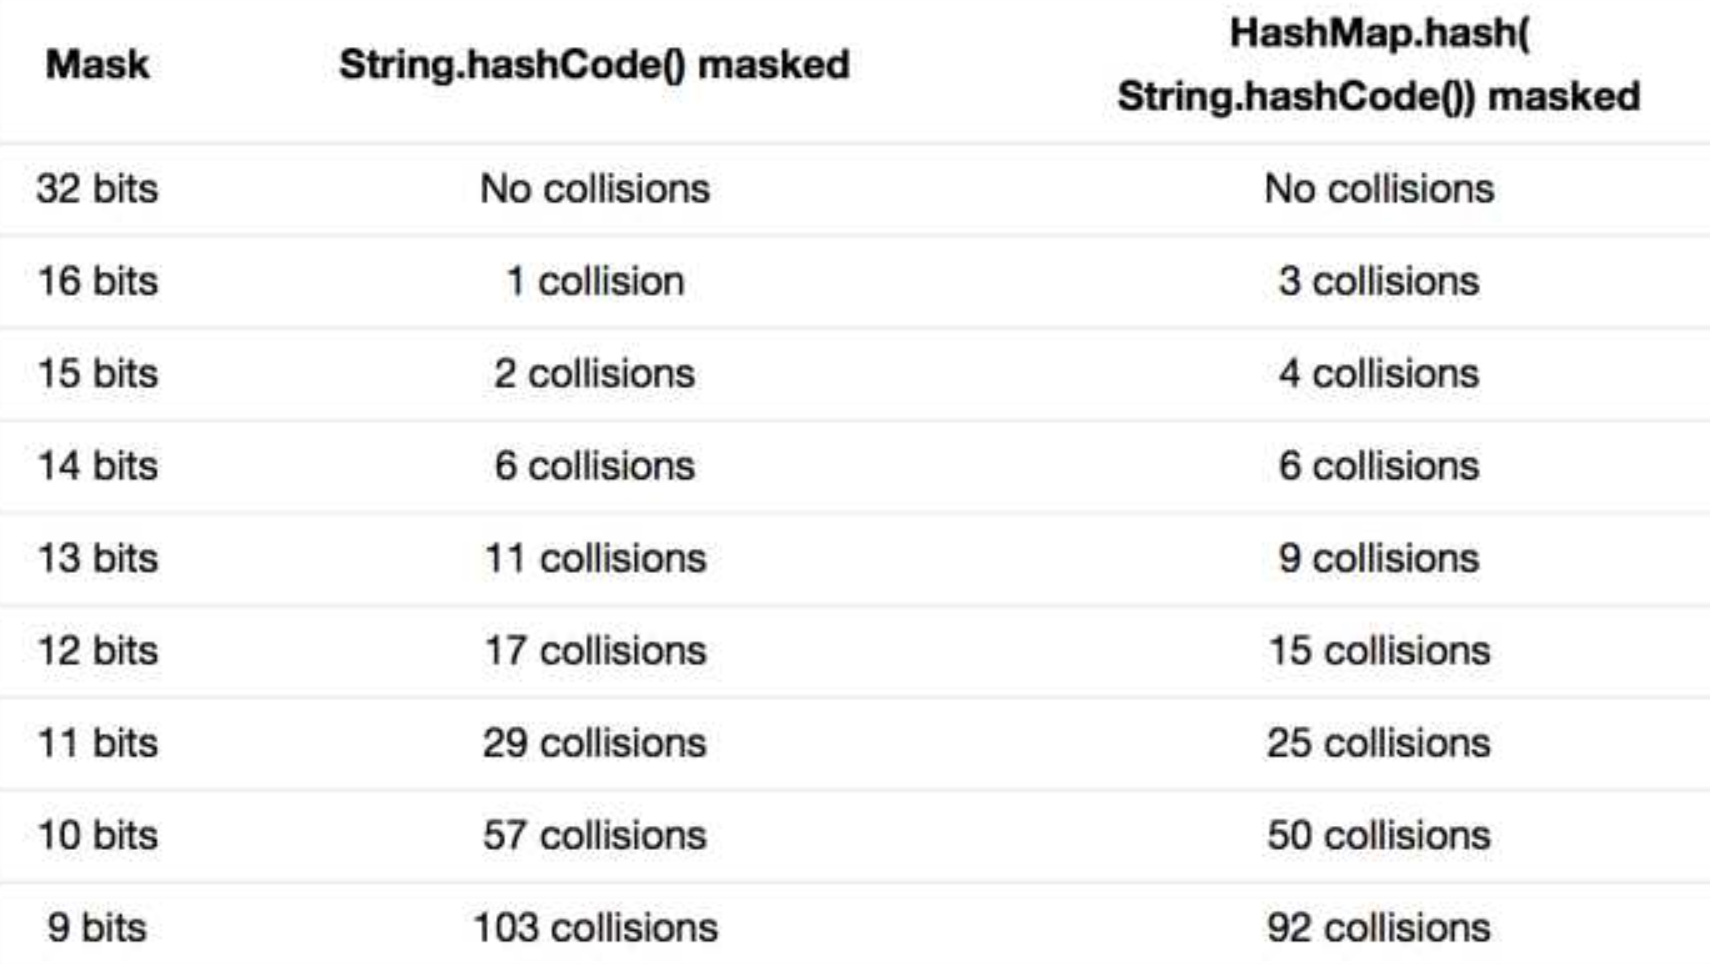 Mask String.hashCode() masked HashMap.hash(
String.hashCode()) masked
32 bits No collisions No collisions
16 bits 1 collision 3 collisions
15 bits 2 collisions 4 collisions
14 bits 6 collisions 6 collisions
13 bits 11 collisions 9 collisions
12 bits 17 collisions 15 collisions
11 bits 29 collisions 25 collisions
10 bits 57 collisions 50 collisions
9 bits 103 collisions 92 collisions